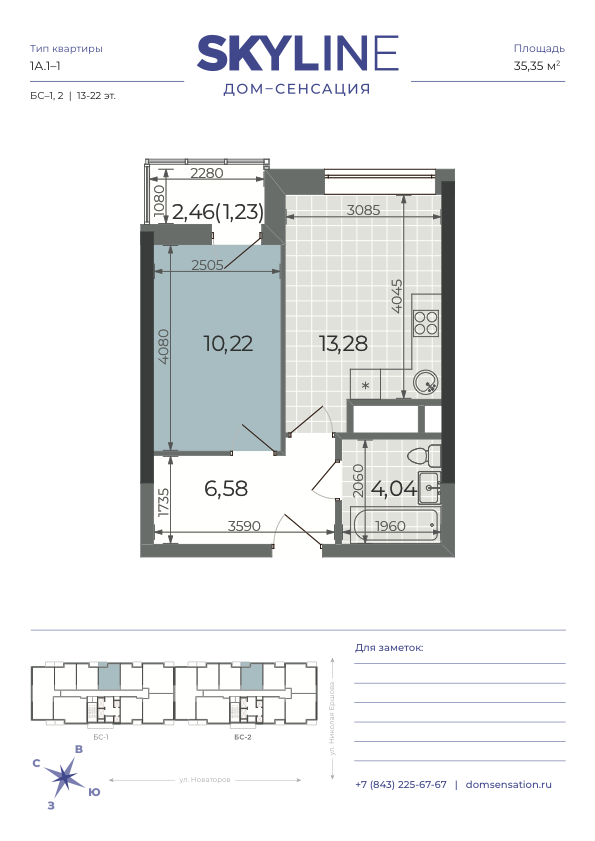 Тип квартиры
1А.1–1
БС–1, 2 | 13-22 эт.
SKYLINE
ДОМ–СЕНСАЦИЯ
Площадь
35,35 м²
2280
1080
2,46(1,23)
3085
2505
4045
4080
10,22
13,28
*
6,58
2060
4,04
1735
3590
1960
БС-1
БС-2
ул. Николая Ершова
ул. Новаторов
С
В
Ю
З
Для заметок:
+7 (843) 225-67-67 | domsensation.ru